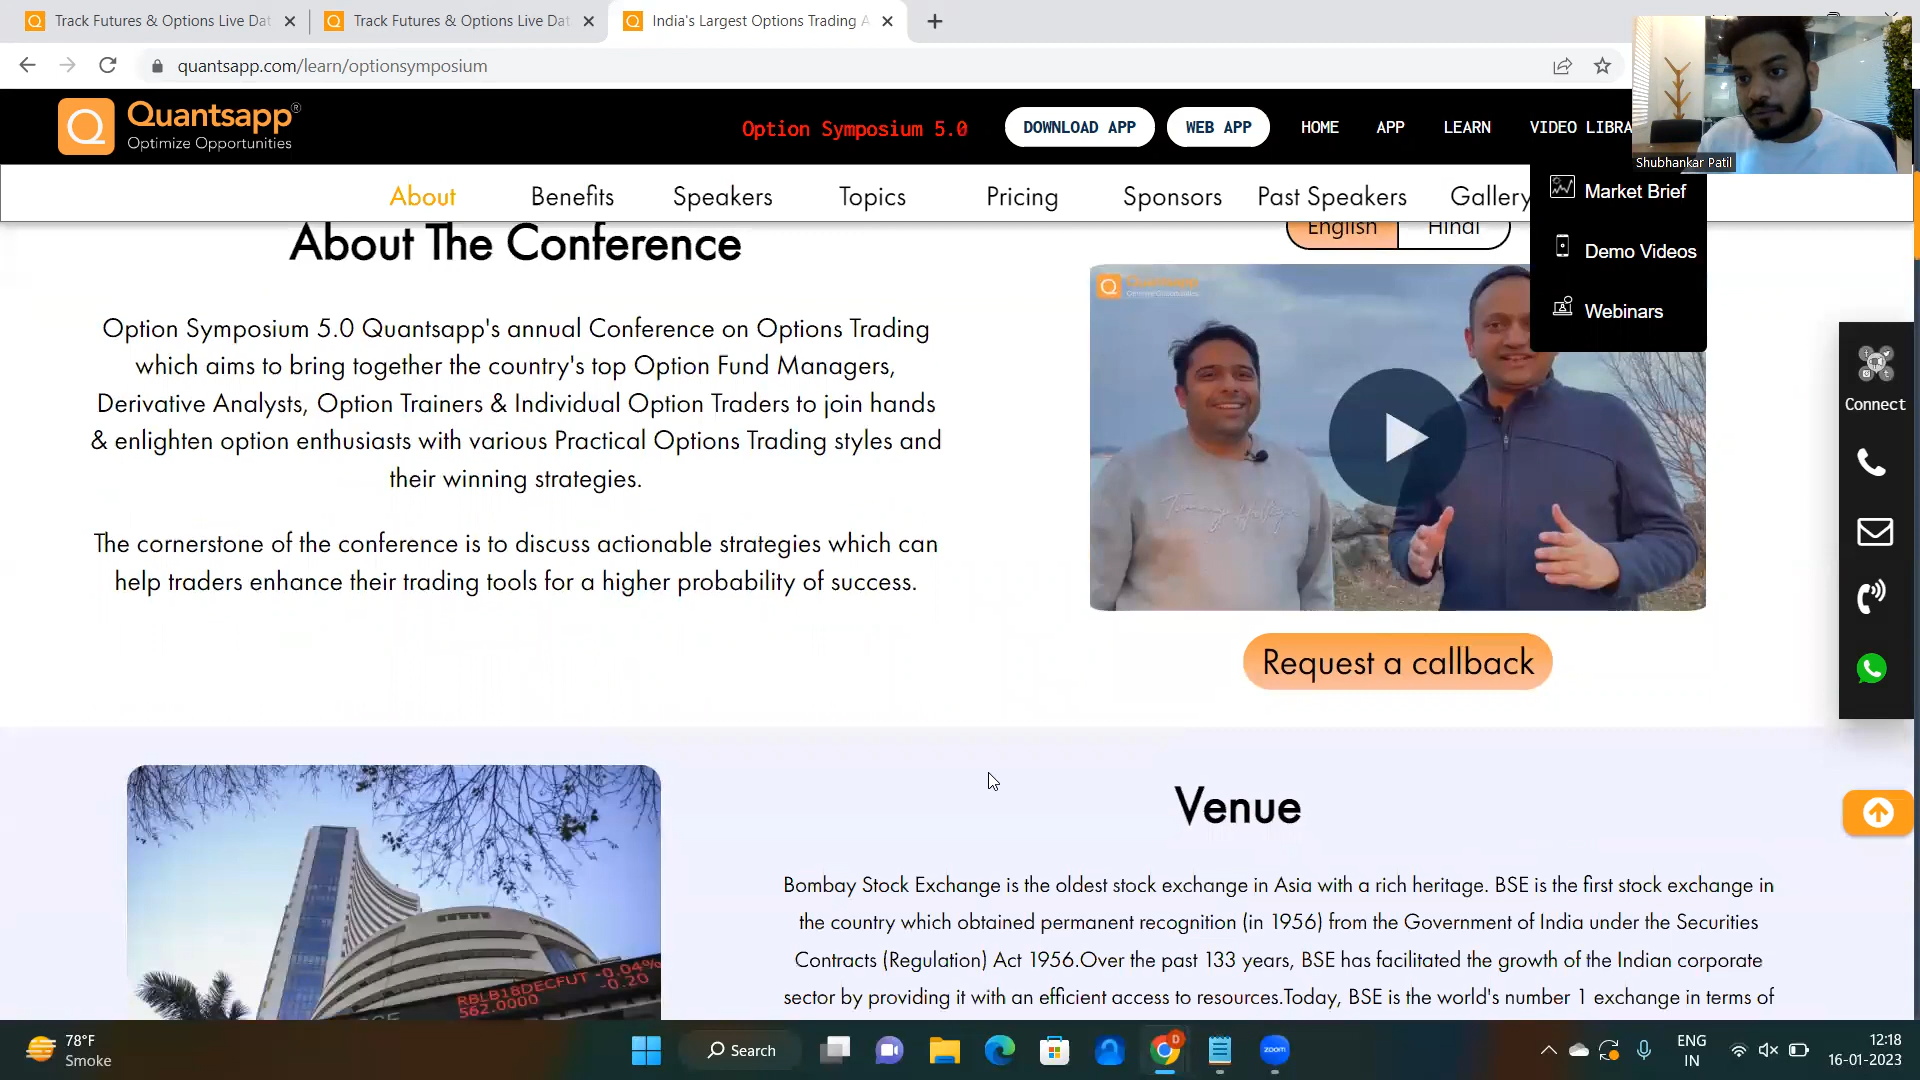 Track Futures & Options Live Dat
Track Futures & Options Live Dat
India's Largest Options Trading A
quantsapp.com/learn/optionsymposium
Shubhankar Patil
Quantsapp®
Optimize Opportunities
Option Symposium 5.0
DOWNLOAD APP
WEB APP
HOME
APP
LEARN
VIDEO LIBRA
Market Brief
Demo Videos
Webinars
About
Benefits
Speakers
Topics
Pricing
Sponsors
Past Speakers
Gallery
About The Conference
English
Hindi
Option Symposium 5.0 Quantsapp's annual Conference on Options Trading
which aims to bring together the country's top Option Fund Managers,
Derivative Analysts, Option Trainers & Individual Option Traders to join hands
& enlighten option enthusiasts with various Practical Options Trading styles and
their winning strategies.
The cornerstone of the conference is to discuss actionable strategies which can
help traders enhance their trading tools for a higher probability of success.
Quantsapp
Request a callback
Connect
Venue
Bombay Stock Exchange is the oldest stock exchange in Asia with a rich heritage. BSE is the first stock exchange in
the country which obtained permanent recognition (in 1956) from the Government of India under the Securities
Contracts (Regulation) Act 1956.Over the past 133 years, BSE has facilitated the growth of the Indian corporate
sector by providing it with an efficient access to resources.Today, BSE is the world's number 1 exchange in terms of
RBLB18DECFUT -0.04%
562.0000 -0.20
78°F
Smoke
Search
zoom
ENG
IN
12:18
16-01-2023